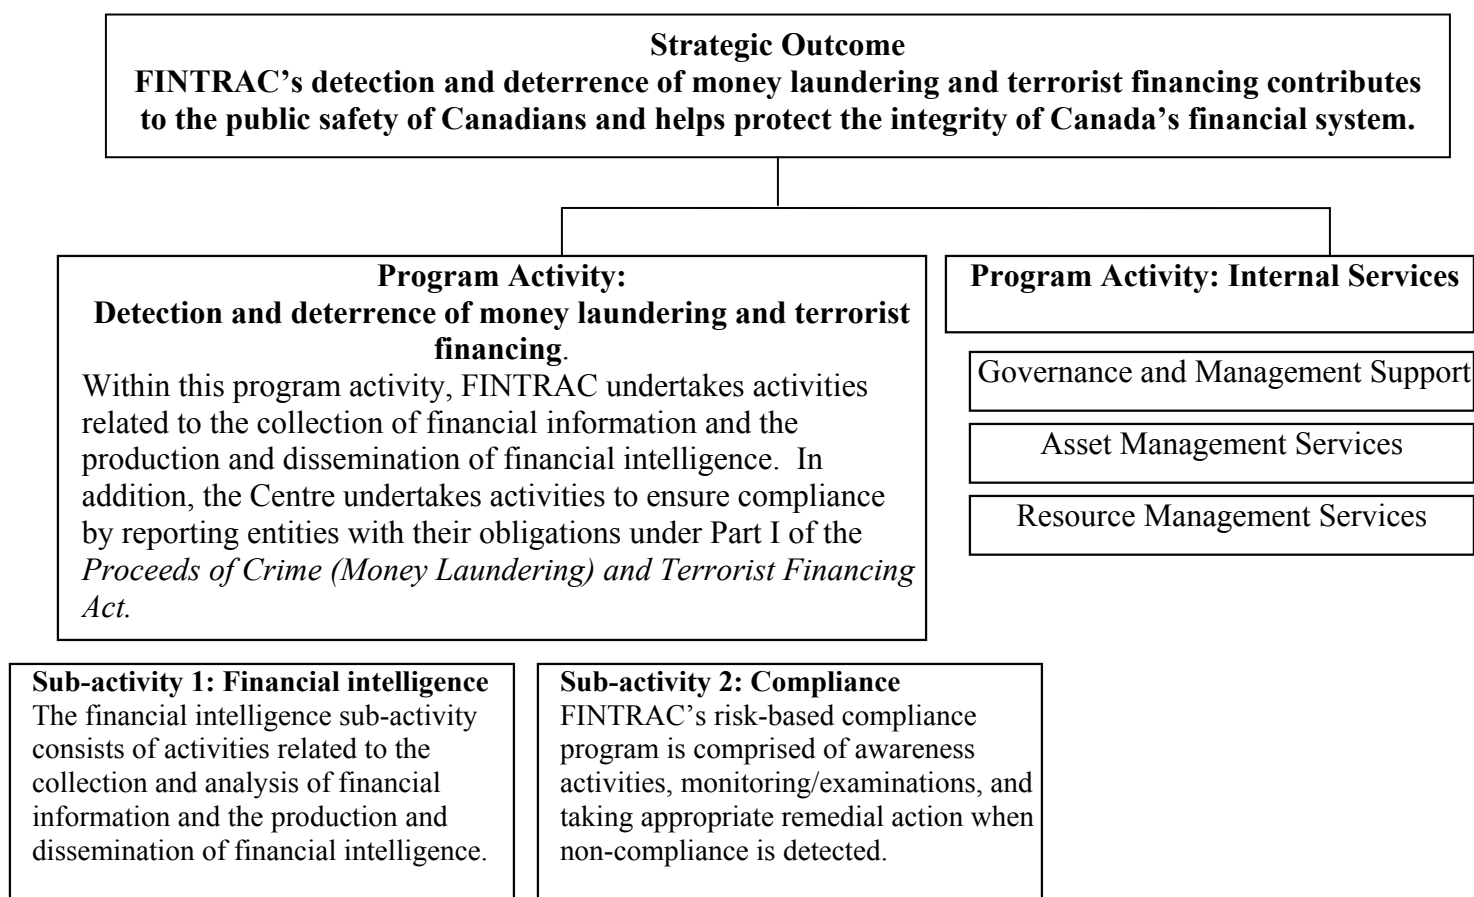 Strategic Outcome
FINTRAC’s detection and deterrence of money laundering and terrorist financing contributes
to the public safety of Canadians and helps protect the integrity of Canada’s financial system.
Program Activity:
Detection and deterrence of money laundering and terrorist
financing.
Within this program activity, FINTRAC undertakes activities
related to the collection of financial information and the
production and dissemination of financial intelligence.  In
addition, the Centre undertakes activities to ensure compliance
by reporting entities with their obligations under Part I of the
Proceeds of Crime (Money Laundering) and Terrorist Financing
Act.
Program Activity: Internal Services
Governance and Management Support
Asset Management Services
Resource Management Services
Sub-activity 1: Financial intelligence
The financial intelligence sub-activity
consists of activities related to the
collection and analysis of financial
information and the production and
dissemination of financial intelligence.
Sub-activity 2: Compliance
FINTRAC’s risk-based compliance
program is comprised of awareness
activities, monitoring/examinations, and
taking appropriate remedial action when
non-compliance is detected.